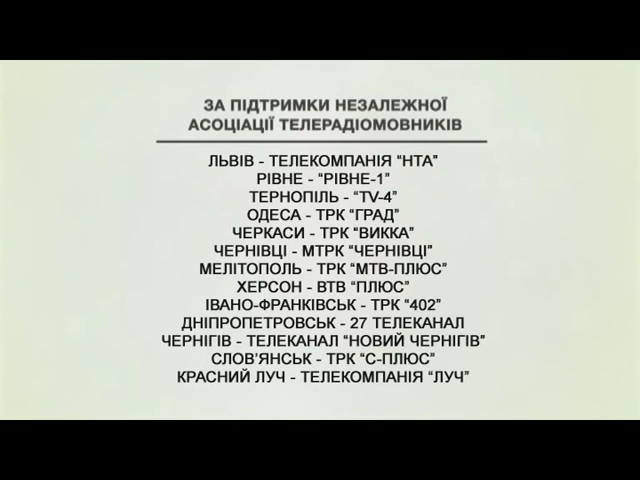 ЗА ПІДТРИМКИ НЕЗАЛЕЖНОЇ
АСОЦІАЦІЇ ТЕЛЕРАДІОМОВНИКІВ
ЛЬВІВ - ТЕЛЕКОМПАНІЯ “НТА”
РІВНЕ - “РІВНЕ-1”
ТЕРНОПІЛЬ - “TV-4”
ОДЕСА - ТРК “ГРАД”
ЧЕРКАСИ - ТРК “ВИККА”
ЧЕРНІВЦІ - МТРК “ЧЕРНІВЦІ”
МЕЛІТОПОЛЬ - ТРК “МТВ-ПЛЮС”
ХЕРСОН - ВТВ “ПЛЮС”
ІВАНО-ФРАНКІВСЬК - ТРК “402”
ДНІПРОПЕТРОВСЬК - 27 ТЕЛЕКАНАЛ
ЧЕРНІГІВ - ТЕЛЕКАНАЛ “НОВИЙ ЧЕРНІГІВ”
СЛОВ’ЯНСЬК - ТРК “С-ПЛЮС”
КРАСНИЙ ЛУЧ - ТЕЛЕКОМПАНІЯ “ЛУЧ”